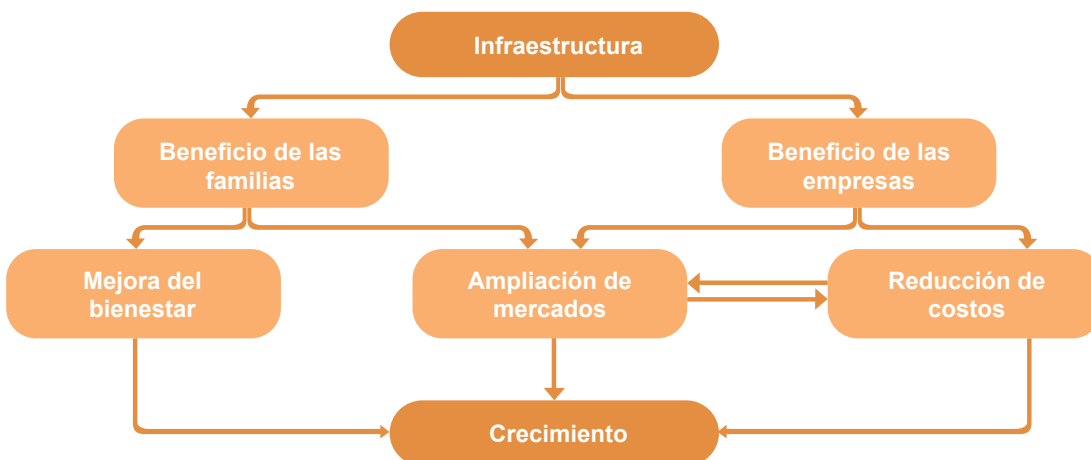 Infraestructura
Beneficio de las
familias
Beneficio de las
empresas
Mejora del
bienestar
Ampliación de
mercados
Reducción de
costos
Crecimiento